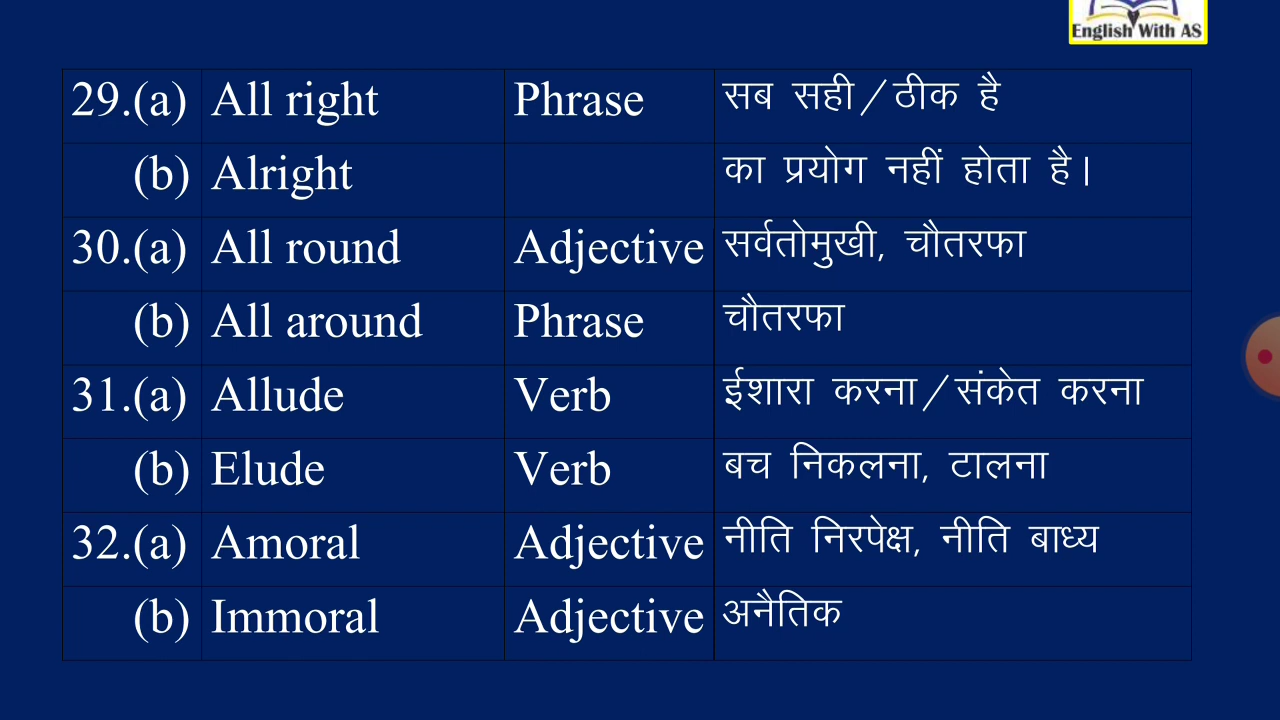 English With AS
29.(a) All right Phrase सब सही/ठीक है
(b) Alright का प्रयोग नहीं होता है।
30.(a) All round Adjective सर्वतोमुखी, चौतरफा
(b) All around Phrase चौतरफा
31.(a) Allude Verb ईशारा करना/संकेत करना
(b) Elude Verb बच निकलना, टालना
32.(a) Amoral Adjective नीति निरपेक्ष, नीति बाध्य
(b) Immoral Adjective अनैतिक